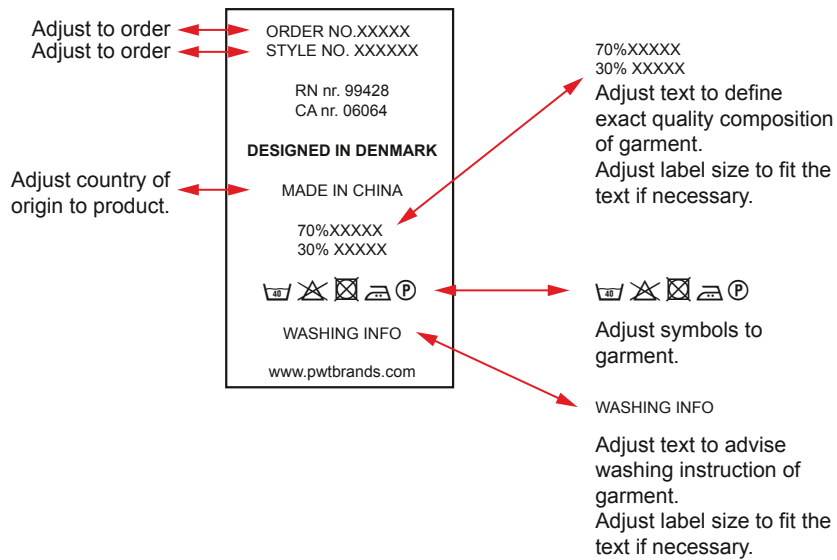 Adjust to order
Adjust to order
Adjust country of
origin to product.
ORDER NO.XXXXX
STYLE NO. XXXXXX
RN nr. 99428
CA nr. 06064
DESIGNED IN DENMARK
MADE IN CHINA
70%XXXXX
30% XXXXX
40
P
WASHING INFO
www.pwtbrands.com
70%XXXXX
30% XXXXX
Adjust text to define
exact quality composition
of garment.
Adjust label size to fit the
text if necessary.
40
P
Adjust symbols to
garment.
WASHING INFO
Adjust text to advise
washing instruction of
garment.
Adjust label size to fit the
text if necessary.